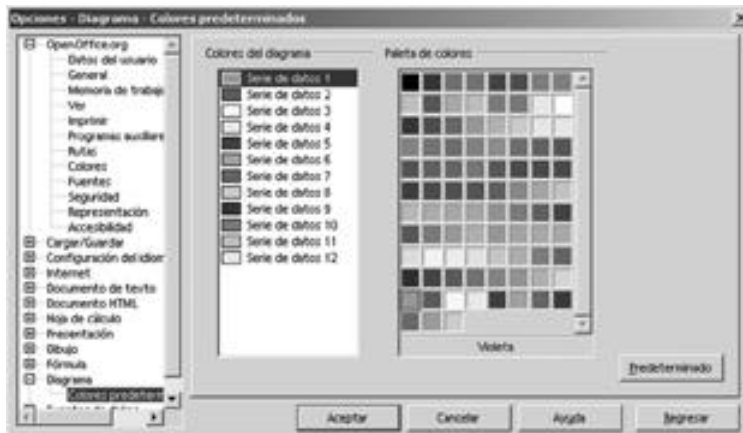 Opciones - Diagrama - Colores predeterminados
OpenOffice.org
Datos del usuario
General
Memoria de trabajo
Ver
Imprimir
Programas auxiliare
Rutas
Colores
Fuentes
Seguridad
Representación
Accesibilidad
Cargar/Guardar
Configuración del idiom
Internet
Documento de texto
Documento HTML
Hoja de cálculo
Presentación
Dibujo
Fórmula
Diagrama
Colores predeterm
Colores del diagrama
Serie de datos 1
Serie de datos 2
Serie de datos 3
Serie de datos 4
Serie de datos 5
Serie de datos 6
Serie de datos 7
Serie de datos 8
Serie de datos 9
Serie de datos 10
Serie de datos 11
Serie de datos 12
Paleta de colores
Violeta
Predeterminado
Aceptar
Cancelar
Ayuda
Regresar